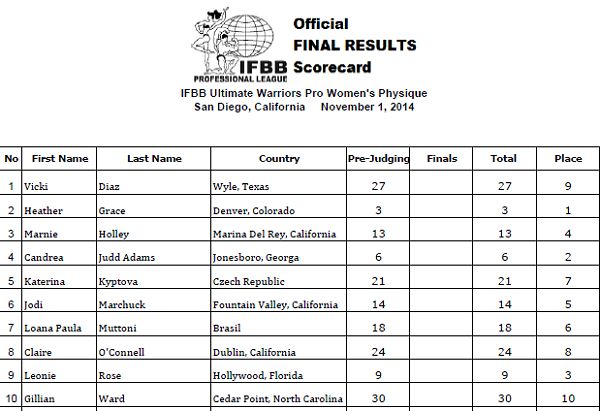 Official
FINAL RESULTS
IFBB Scorecard
PROFESSIONAL LEAGUE
IFBB Ultimate Warriors Pro Women's Physique
San Diego, California November 1, 2014
No First Name Last Name Country Pre-Judging Finals Total Place
1 Vicki Diaz Wyle, Texas 27 27 9
2 Heather Grace Denver, Colorado 3 3 1
3 Marnie Holley Marina Del Rey, California 13 13 4
4 Candrea Judd Adams Jonesboro, Georga 6 6 2
5 Katerina Kyptova Czech Republic 21 21 7
6 Jodi Marchuck Fountain Valley, California 14 14 5
7 Loana Paula Muttoni Brasil 18 18 6
8 Claire O'Connell Dublin, California 24 24 8
9 Leonie Rose Hollywood, Florida 9 9 3
10 Gillian Ward Cedar Point, North Carolina 30 30 10